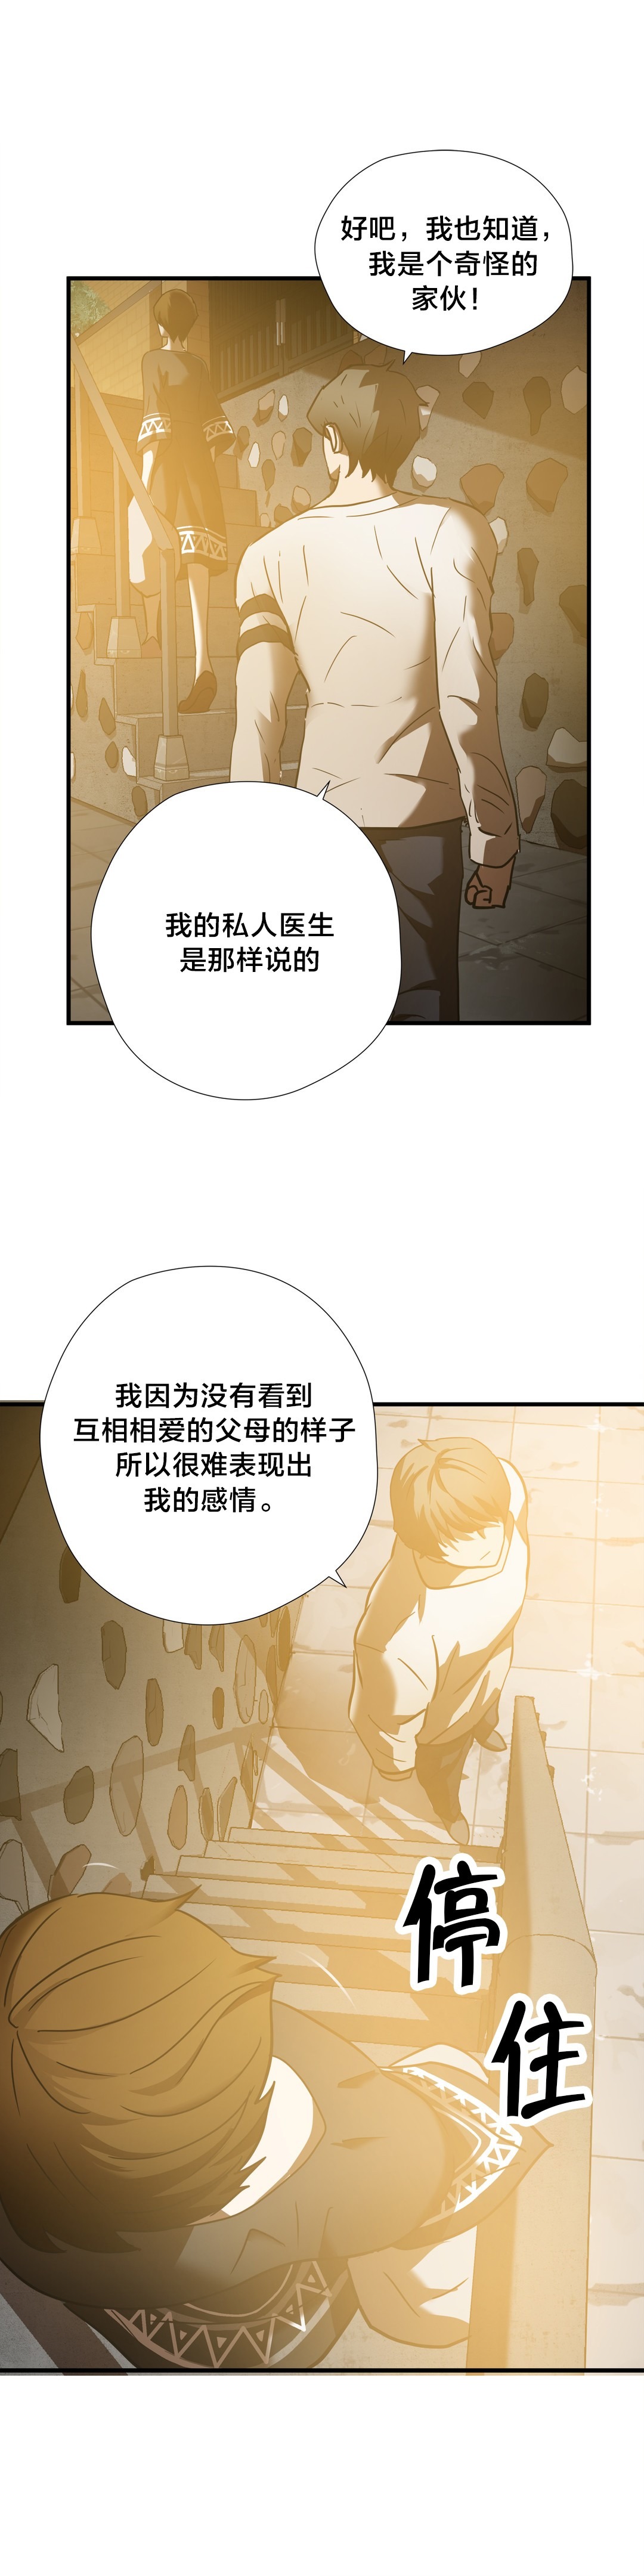 好吧，我也知道，
我是个奇怪的
家伙！
我的私人医生
是那样说的
我因为没有看到
互相相爱的父母的样子
所以很难表现出
我的感情。
停
住